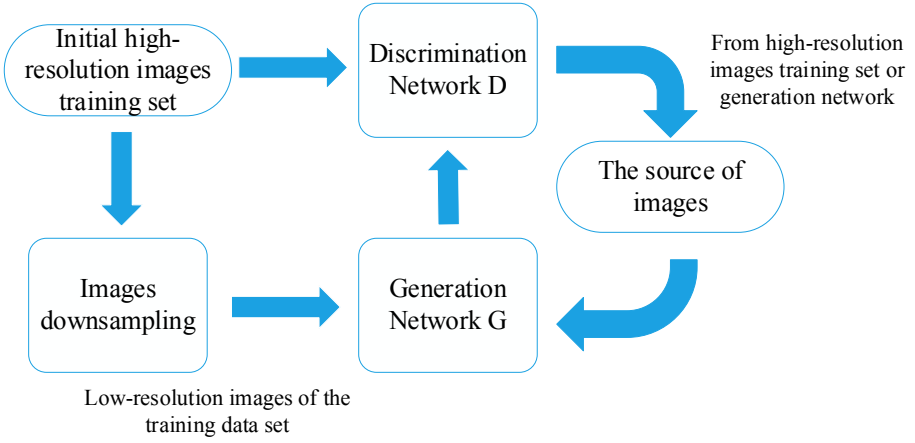 Initial high-
resolution images
training set
Discrimination
Network D
From high-resolution
images training set or
generation network
The source of
images
Images
downsampling
Generation
Network G
Low-resolution images of the
training data set